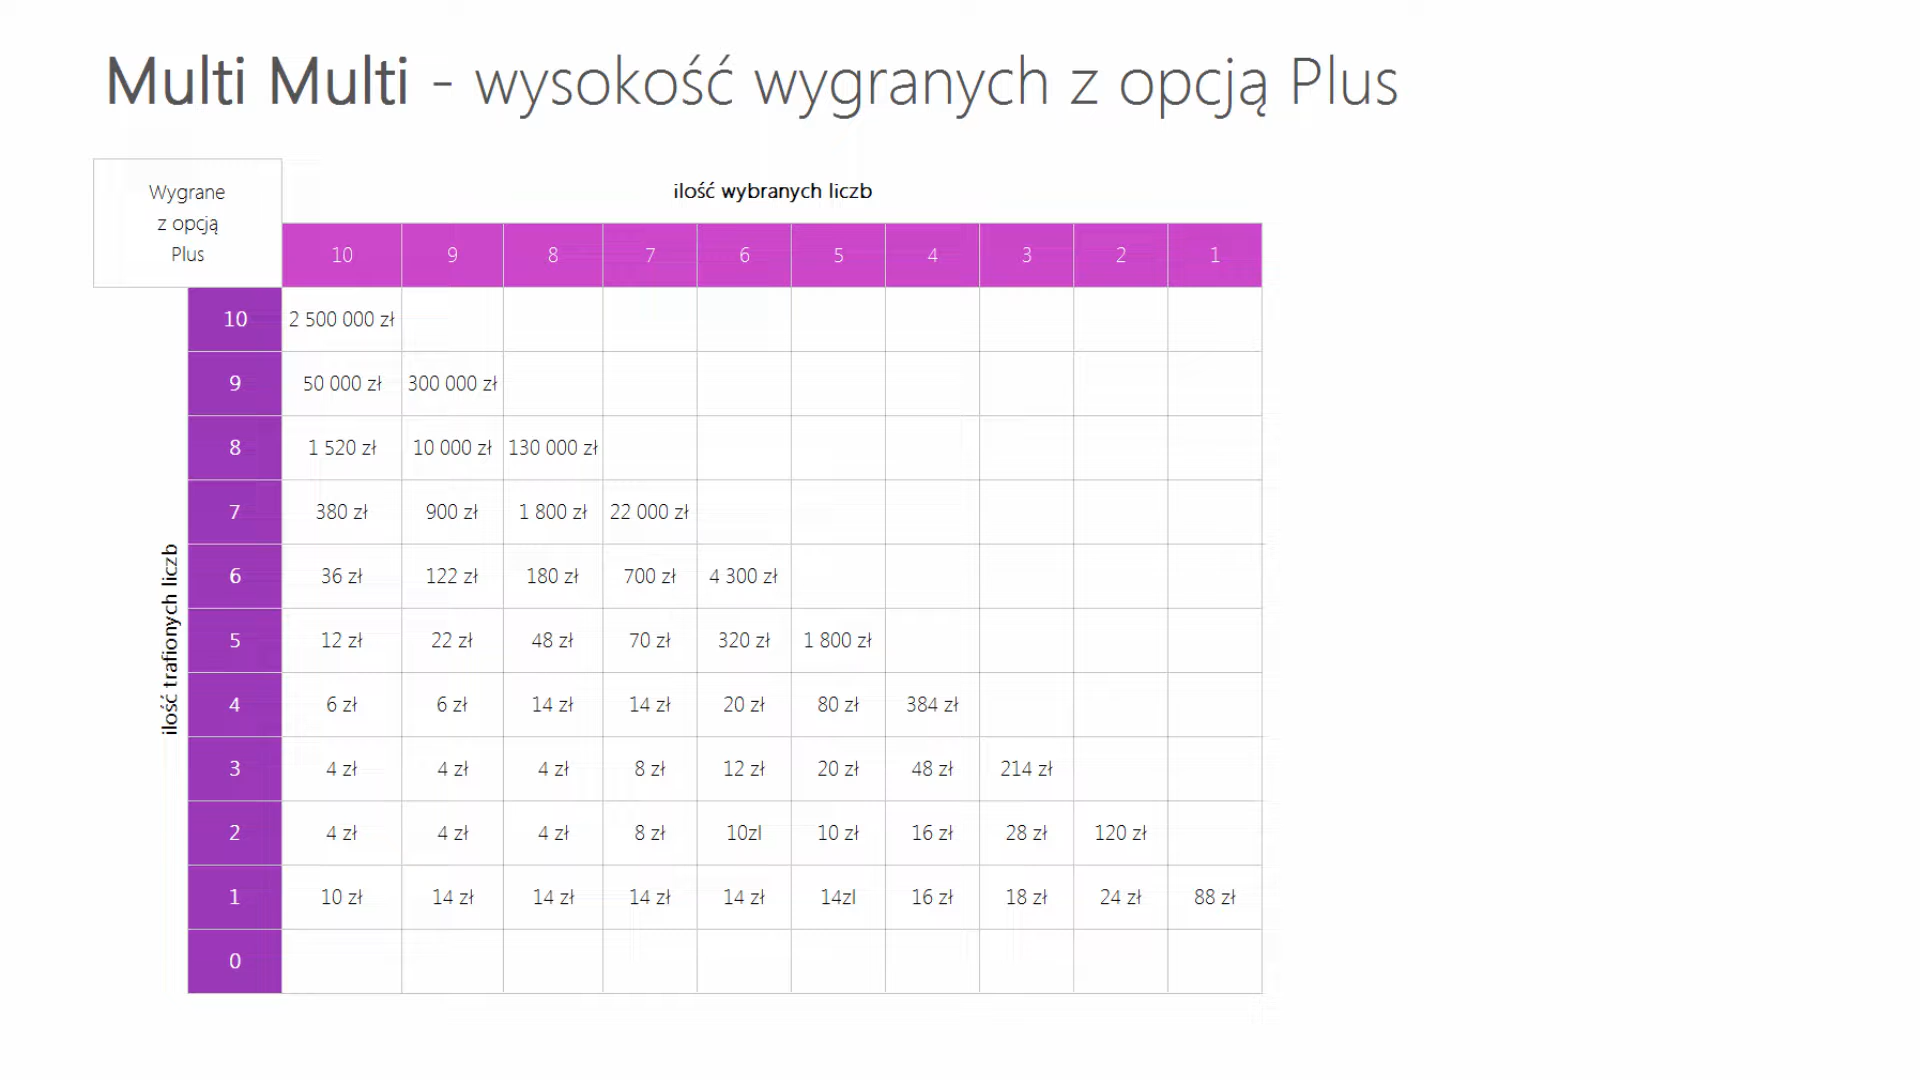 Multi Multi - wysokość wygranych z opcją Plus
Wygrane
z opcją
Plus
ilość wybranych liczb
10 9 8 7 6 5 4 3 2 1
ilość trafionych liczb
10 2 500 000 zł
9 50 000 zł 300 000 zł
8 1 520 zł 10 000 zł 130 000 zł
7 380 zł 900 zł 1 800 zł 22 000 zł
6 36 zł 122 zł 180 zł 700 zł 4 300 zł
5 12 zł 22 zł 48 zł 70 zł 320 zł 1 800 zł
4 6 zł 6 zł 14 zł 14 zł 20 zł 80 zł 384 zł
3 4 zł 4 zł 4 zł 8 zł 12 zł 20 zł 48 zł 214 zł
2 4 zł 4 zł 4 zł 8 zł 10zl 10 zł 16 zł 28 zł 120 zł
1 10 zł 14 zł 14 zł 14 zł 14 zł 14zl 16 zł 18 zł 24 zł 88 zł
0